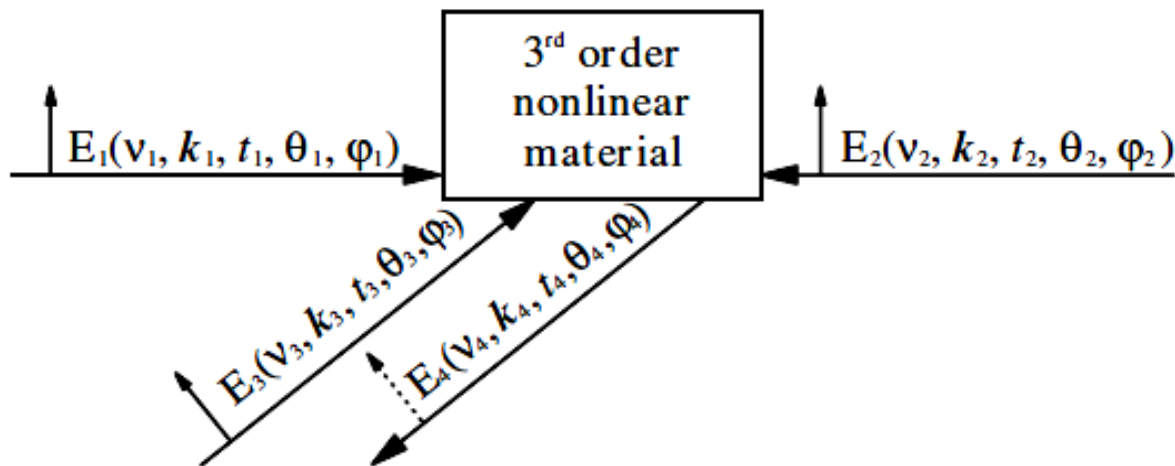 3rd order
nonlinear
material
E1(ν1, k1, t1, θ1, φ1)
E2(ν2, k2, t2, θ2, φ2)
E3(ν3, k3, t3,θ3,φ3)
E4(ν4, k4, t4,θ4,φ4)